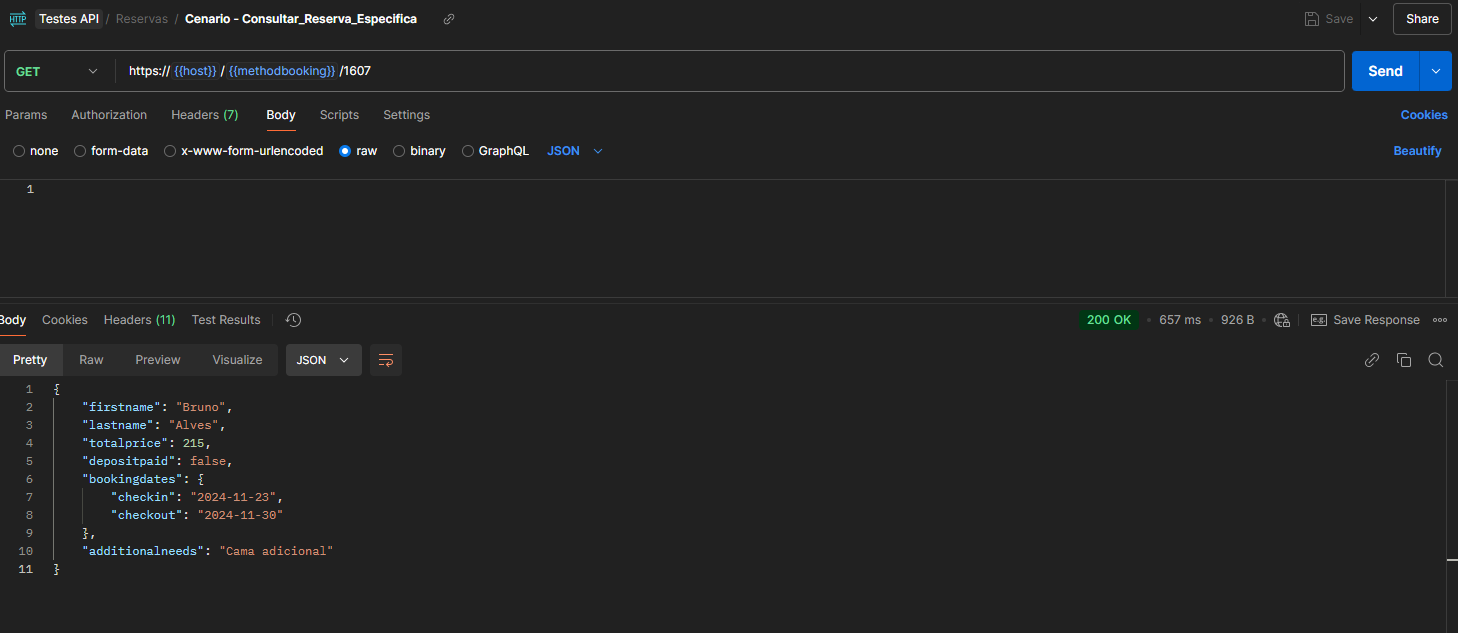 HTTP Testes API / Reservas / Cenario - Consultar_Reserva_Especifica Save Share
GET https:// {{host}} / {{methodbooking}} /1607 Send
Params Authorization Headers (7) Body Scripts Settings Cookies
none form-data x-www-form-urlencoded raw binary GraphQL JSON Beautify
1
Body Cookies Headers (11) Test Results 200 OK 657 ms 926 B e.g. Save Response
Pretty Raw Preview Visualize JSON
1 {
2 "firstname": "Bruno",
3 "lastname": "Alves",
4 "totalprice": 215,
5 "depositpaid": false,
6 "bookingdates": {
7 "checkin": "2024-11-23",
8 "checkout": "2024-11-30"
9 },
10 "additionalneeds": "Cama adicional"
11 }